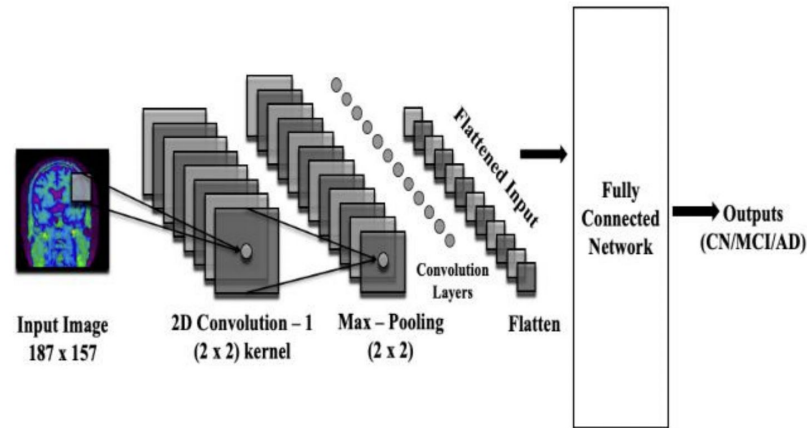 Input Image
187 x 157
2D Convolution – 1
(2 x 2) kernel
Max – Pooling
(2 x 2)
Convolution
Layers
Flattened Input
Flatten
Fully
Connected
Network
Outputs
(CN/MCI/AD)